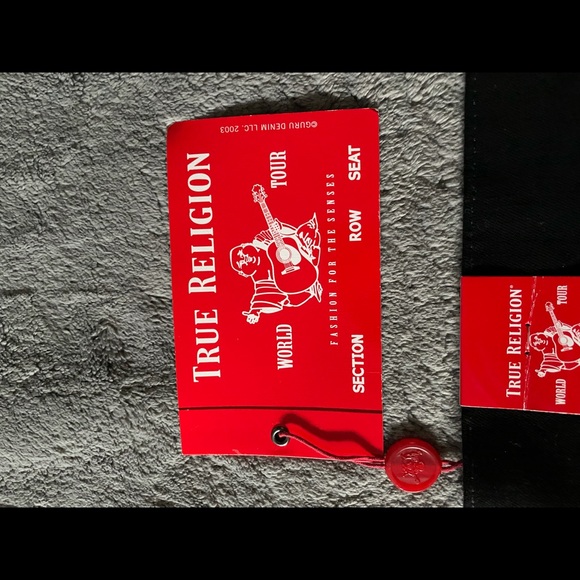 TRUE RELIGION
WORLD TOUR
FASHION FOR THE SENSES
SECTION ROW SEAT
©GURU DENIM LLC. 2003
TRUE RELIGION®
WORLD TOUR